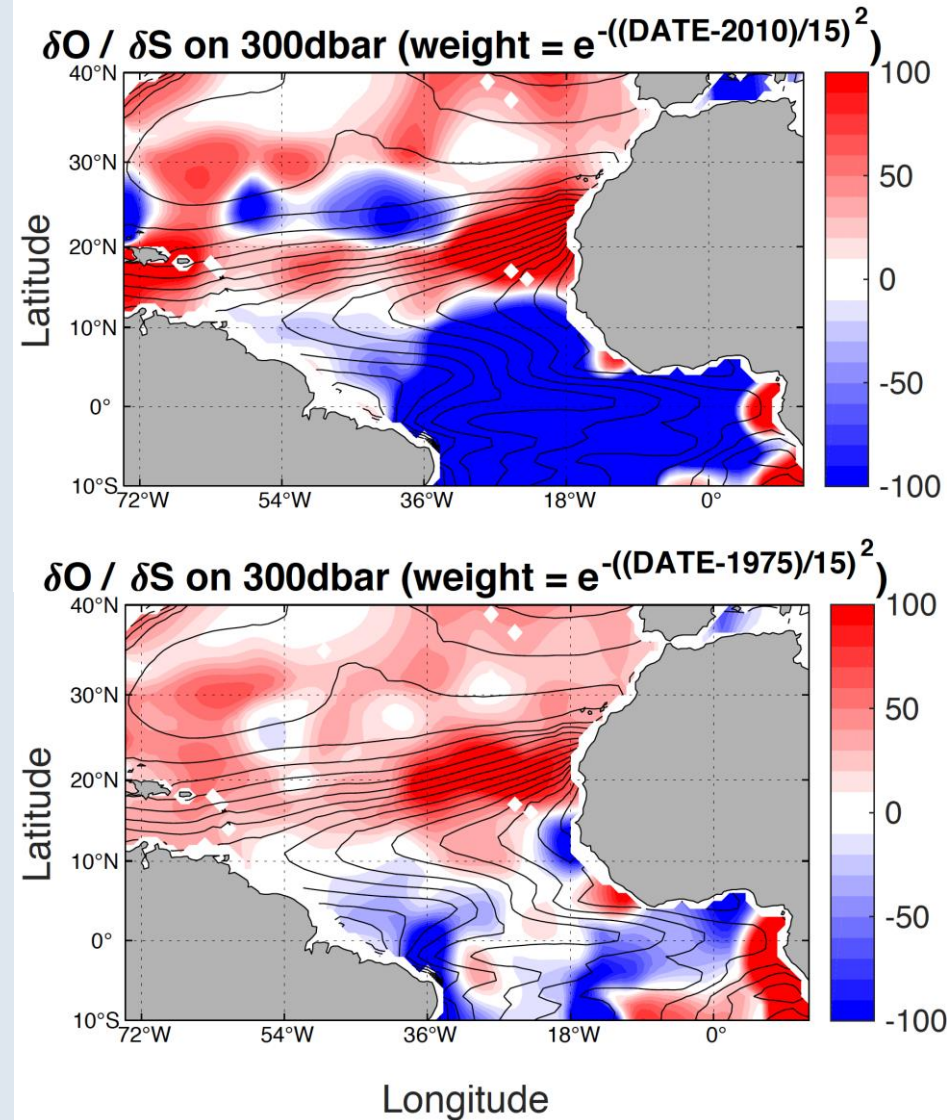 δO / δS on 300dbar (weight = e^-((DATE-2010)/15)^2)
40°N
30°N
20°N
10°N
0°
10°S
Latitude
72°W 54°W 36°W 18°W 0°
100
50
0
-50
-100
δO / δS on 300dbar (weight = e^-((DATE-1975)/15)^2)
40°N
30°N
20°N
10°N
0°
10°S
Latitude
72°W 54°W 36°W 18°W 0°
100
50
0
-50
-100
Longitude